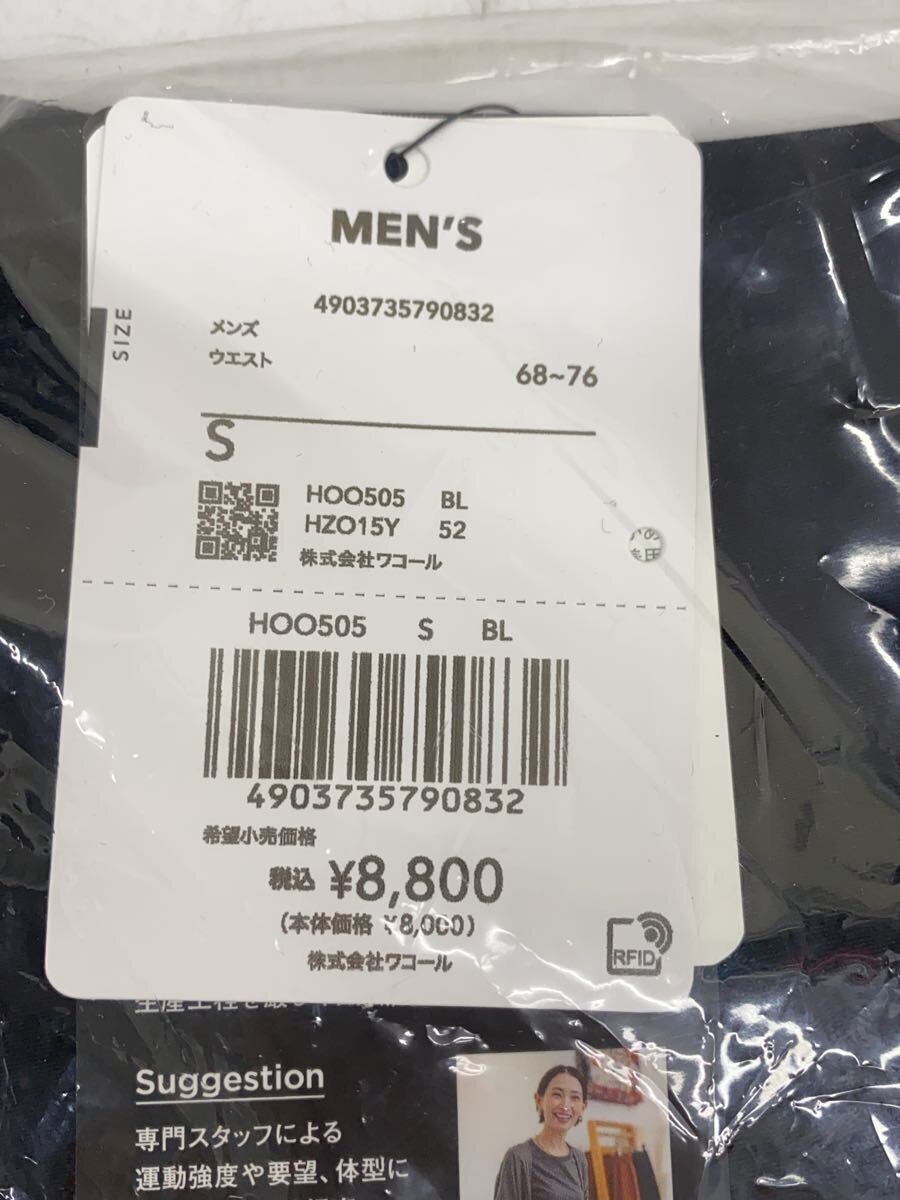 MEN'S
4903735790832
SIZE
メンズ
ウエスト 68~76
S
HOO505 BL
HZO15Y 52
株式会社ワコール
HOO505 S BL
4903735790832
希望小売価格
税込 ¥8,800
(本体価格 ¥8,000)
株式会社ワコール
RFID
Suggestion
専門スタッフによる
運動強度や要望、体型に